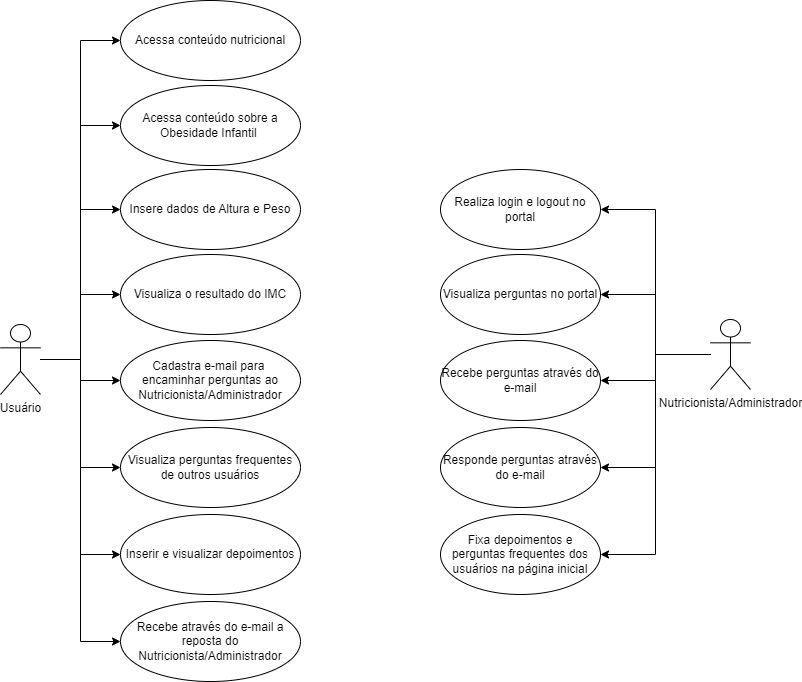 Acessa conteúdo nutricional
Acessa conteúdo sobre a
Obesidade Infantil
Insere dados de Altura e Peso
Visualiza o resultado do IMC
Cadastra e-mail para
encaminhar perguntas ao
Nutricionista/Administrador
Usuário
Visualiza perguntas frequentes
de outros usuários
Inserir e visualizar depoimentos
Recebe através do e-mail a
reposta do
Nutricionista/Administrador
Realiza login e logout no
portal
Visualiza perguntas no portal
Recebe perguntas através do
e-mail
Nutricionista/Administrador
Responde perguntas através
do e-mail
Fixa depoimentos e
perguntas frequentes dos
usuários na página inicial